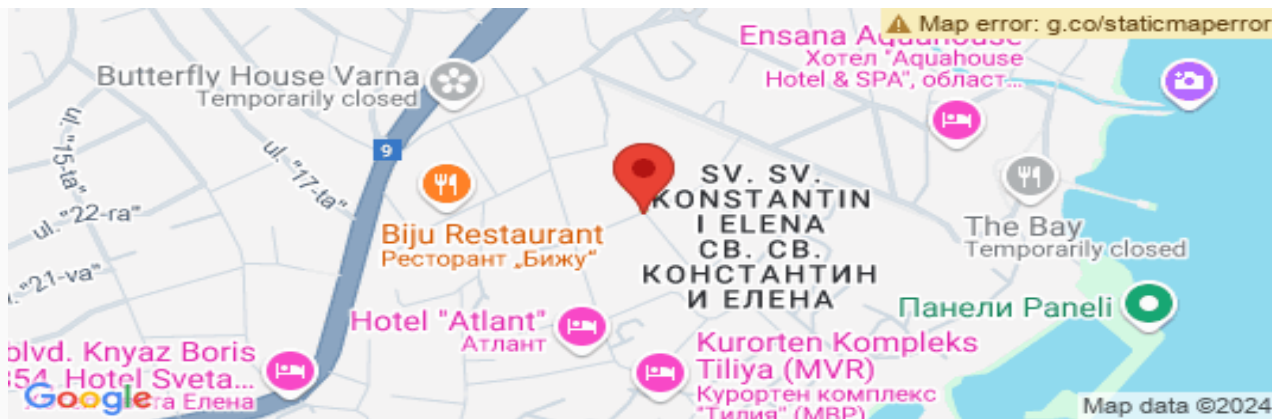 Map error: g.co/staticmaperror
Ensana Aquahouse
Хотел "Aquahouse
Hotel & SPA", област...
Butterfly House Varna
Temporarily closed
ul. "15-ta"
ul. "17-ta"
9
ul. "22-ra"
"21-va"
Biju Restaurant
Ресторант „Бижу“
SV. SV.
KONSTANTIN
I ELENA
СВ. СВ.
КОНСТАНТИН
И ЕЛЕНА
The Bay
Temporarily closed
Панели Paneli
Hotel "Atlant"
Атлант
Kurorten Kompleks
Tiliya (MVR)
Курортен комплекс
"Тилия" (МВР)
blvd. Knyaz Boris
354, Hotel Sveta...
Елена
Google
Map data ©2024